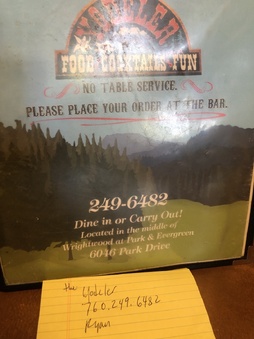 FOOD COCKTAILS FUN
NO TABLE SERVICE.
PLEASE PLACE YOUR ORDER AT THE BAR.
249-6482
Dine in or Carry Out!
Located in the middle of
Wrightwood at Park & Evergreen
6046 Park Drive
the Yodeler
760.249.6482
Ryan